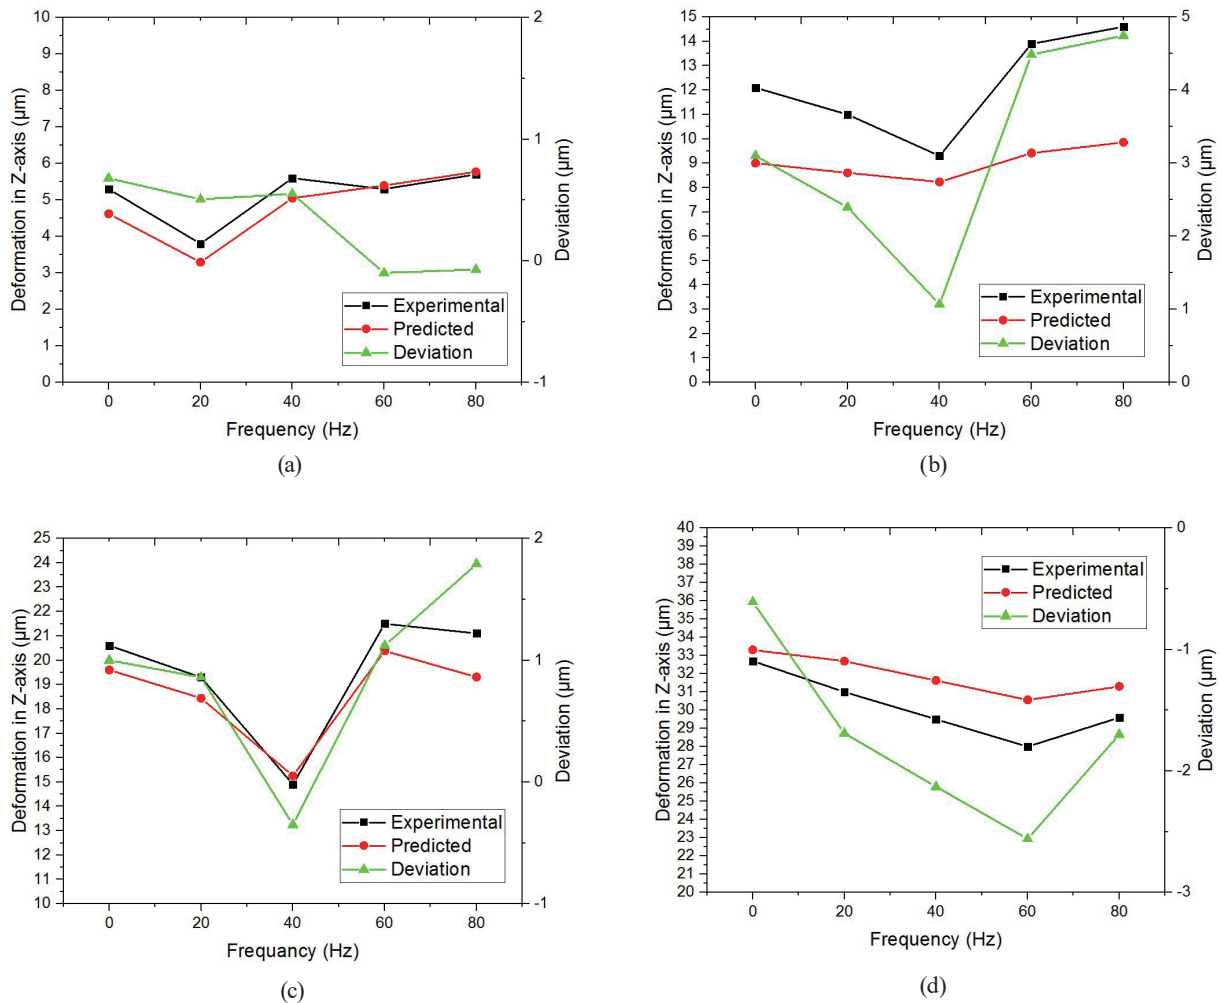 10
9
8
7
6
5
4
3
2
1
0
Deformation in Z-axis (μm)
2
1
0
-1
Deviation (μm)
Experimental
Predicted
Deviation
0 20 40 60 80
Frequency (Hz)
(a)
15
14
13
12
11
10
9
8
7
6
5
4
3
2
1
0
Deformation in Z-axis (μm)
5
4
3
2
1
0
Deviation (μm)
Experimental
Predicted
Deviation
0 20 40 60 80
Frequency (Hz)
(b)
25
24
23
22
21
20
19
18
17
16
15
14
13
12
11
10
Deformation in Z-axis (μm)
2
1
0
-1
Deviation (μm)
Experimental
Predicted
Deviation
0 20 40 60 80
Frequancy (Hz)
(c)
40
39
38
37
36
35
34
33
32
31
30
29
28
27
26
25
24
23
22
21
20
Deformation in Z-axis (μm)
0
-1
-2
-3
Deviation (μm)
Experimental
Predicted
Deviation
0 20 40 60 80
Frequency (Hz)
(d)